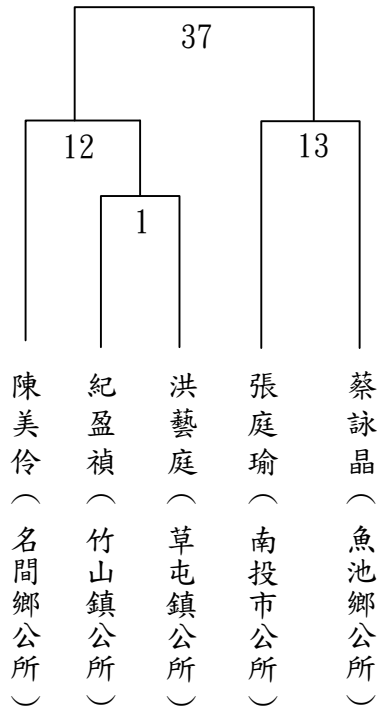 37
12
13
1
陳美伶(名間鄉公所)
紀盈禎(竹山鎮公所)
洪藝庭(草屯鎮公所)
張庭瑜(南投市公所)
蔡詠晶(魚池鄉公所)